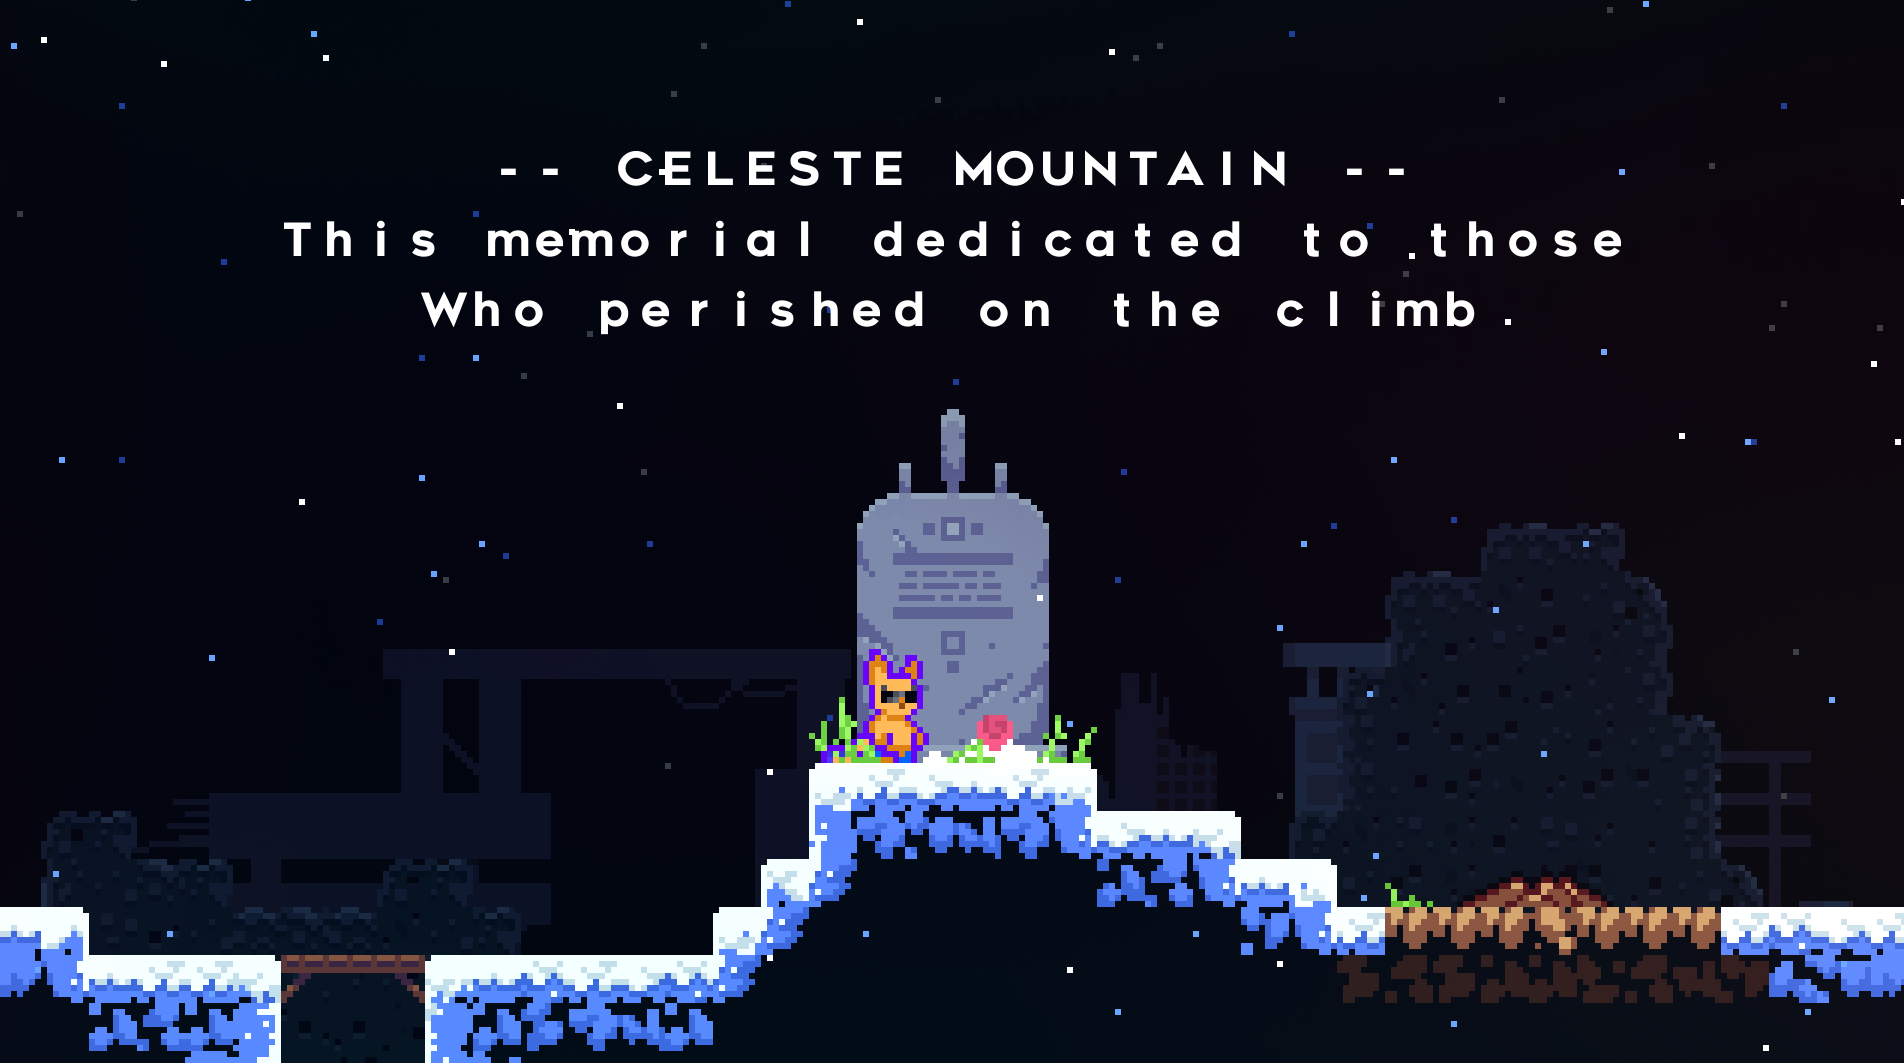 -- CELESTE MOUNTAIN --
This memorial dedicated to those
Who perished on the climb.